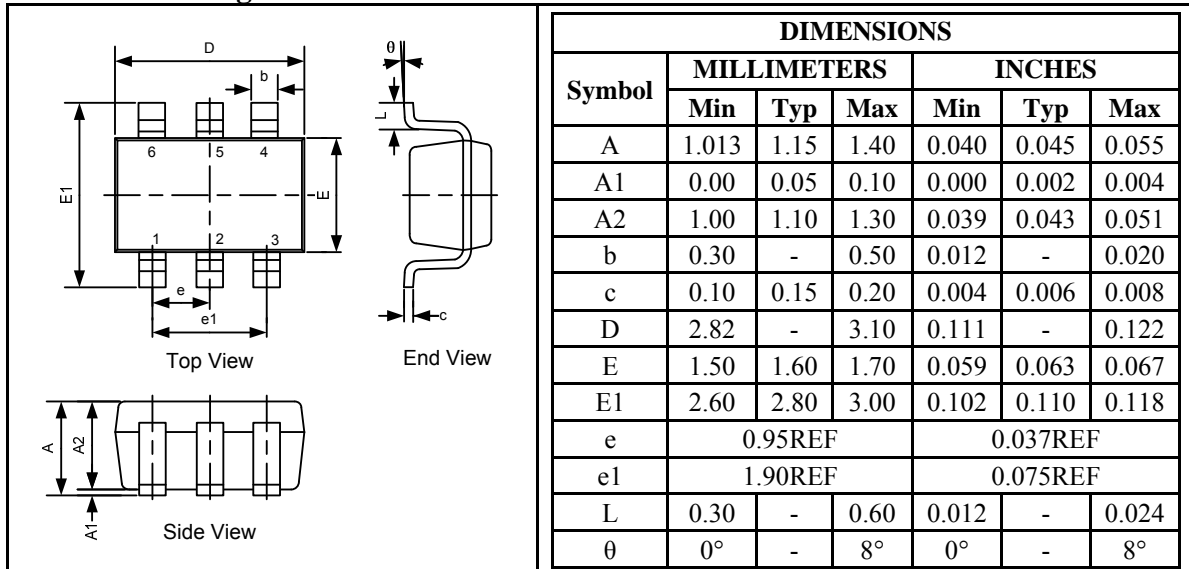 D
b
6 5 4
E1
E
1 2 3
e
e1
Top View
θ
L
c
End View
A
A2
A1
Side View
DIMENSIONS
Symbol MILLIMETERS INCHES
Min Typ Max Min Typ Max
A 1.013 1.15 1.40 0.040 0.045 0.055
A1 0.00 0.05 0.10 0.000 0.002 0.004
A2 1.00 1.10 1.30 0.039 0.043 0.051
b 0.30 - 0.50 0.012 - 0.020
c 0.10 0.15 0.20 0.004 0.006 0.008
D 2.82 - 3.10 0.111 - 0.122
E 1.50 1.60 1.70 0.059 0.063 0.067
E1 2.60 2.80 3.00 0.102 0.110 0.118
e 0.95REF 0.037REF
e1 1.90REF 0.075REF
L 0.30 - 0.60 0.012 - 0.024
θ 0° - 8° 0° - 8°